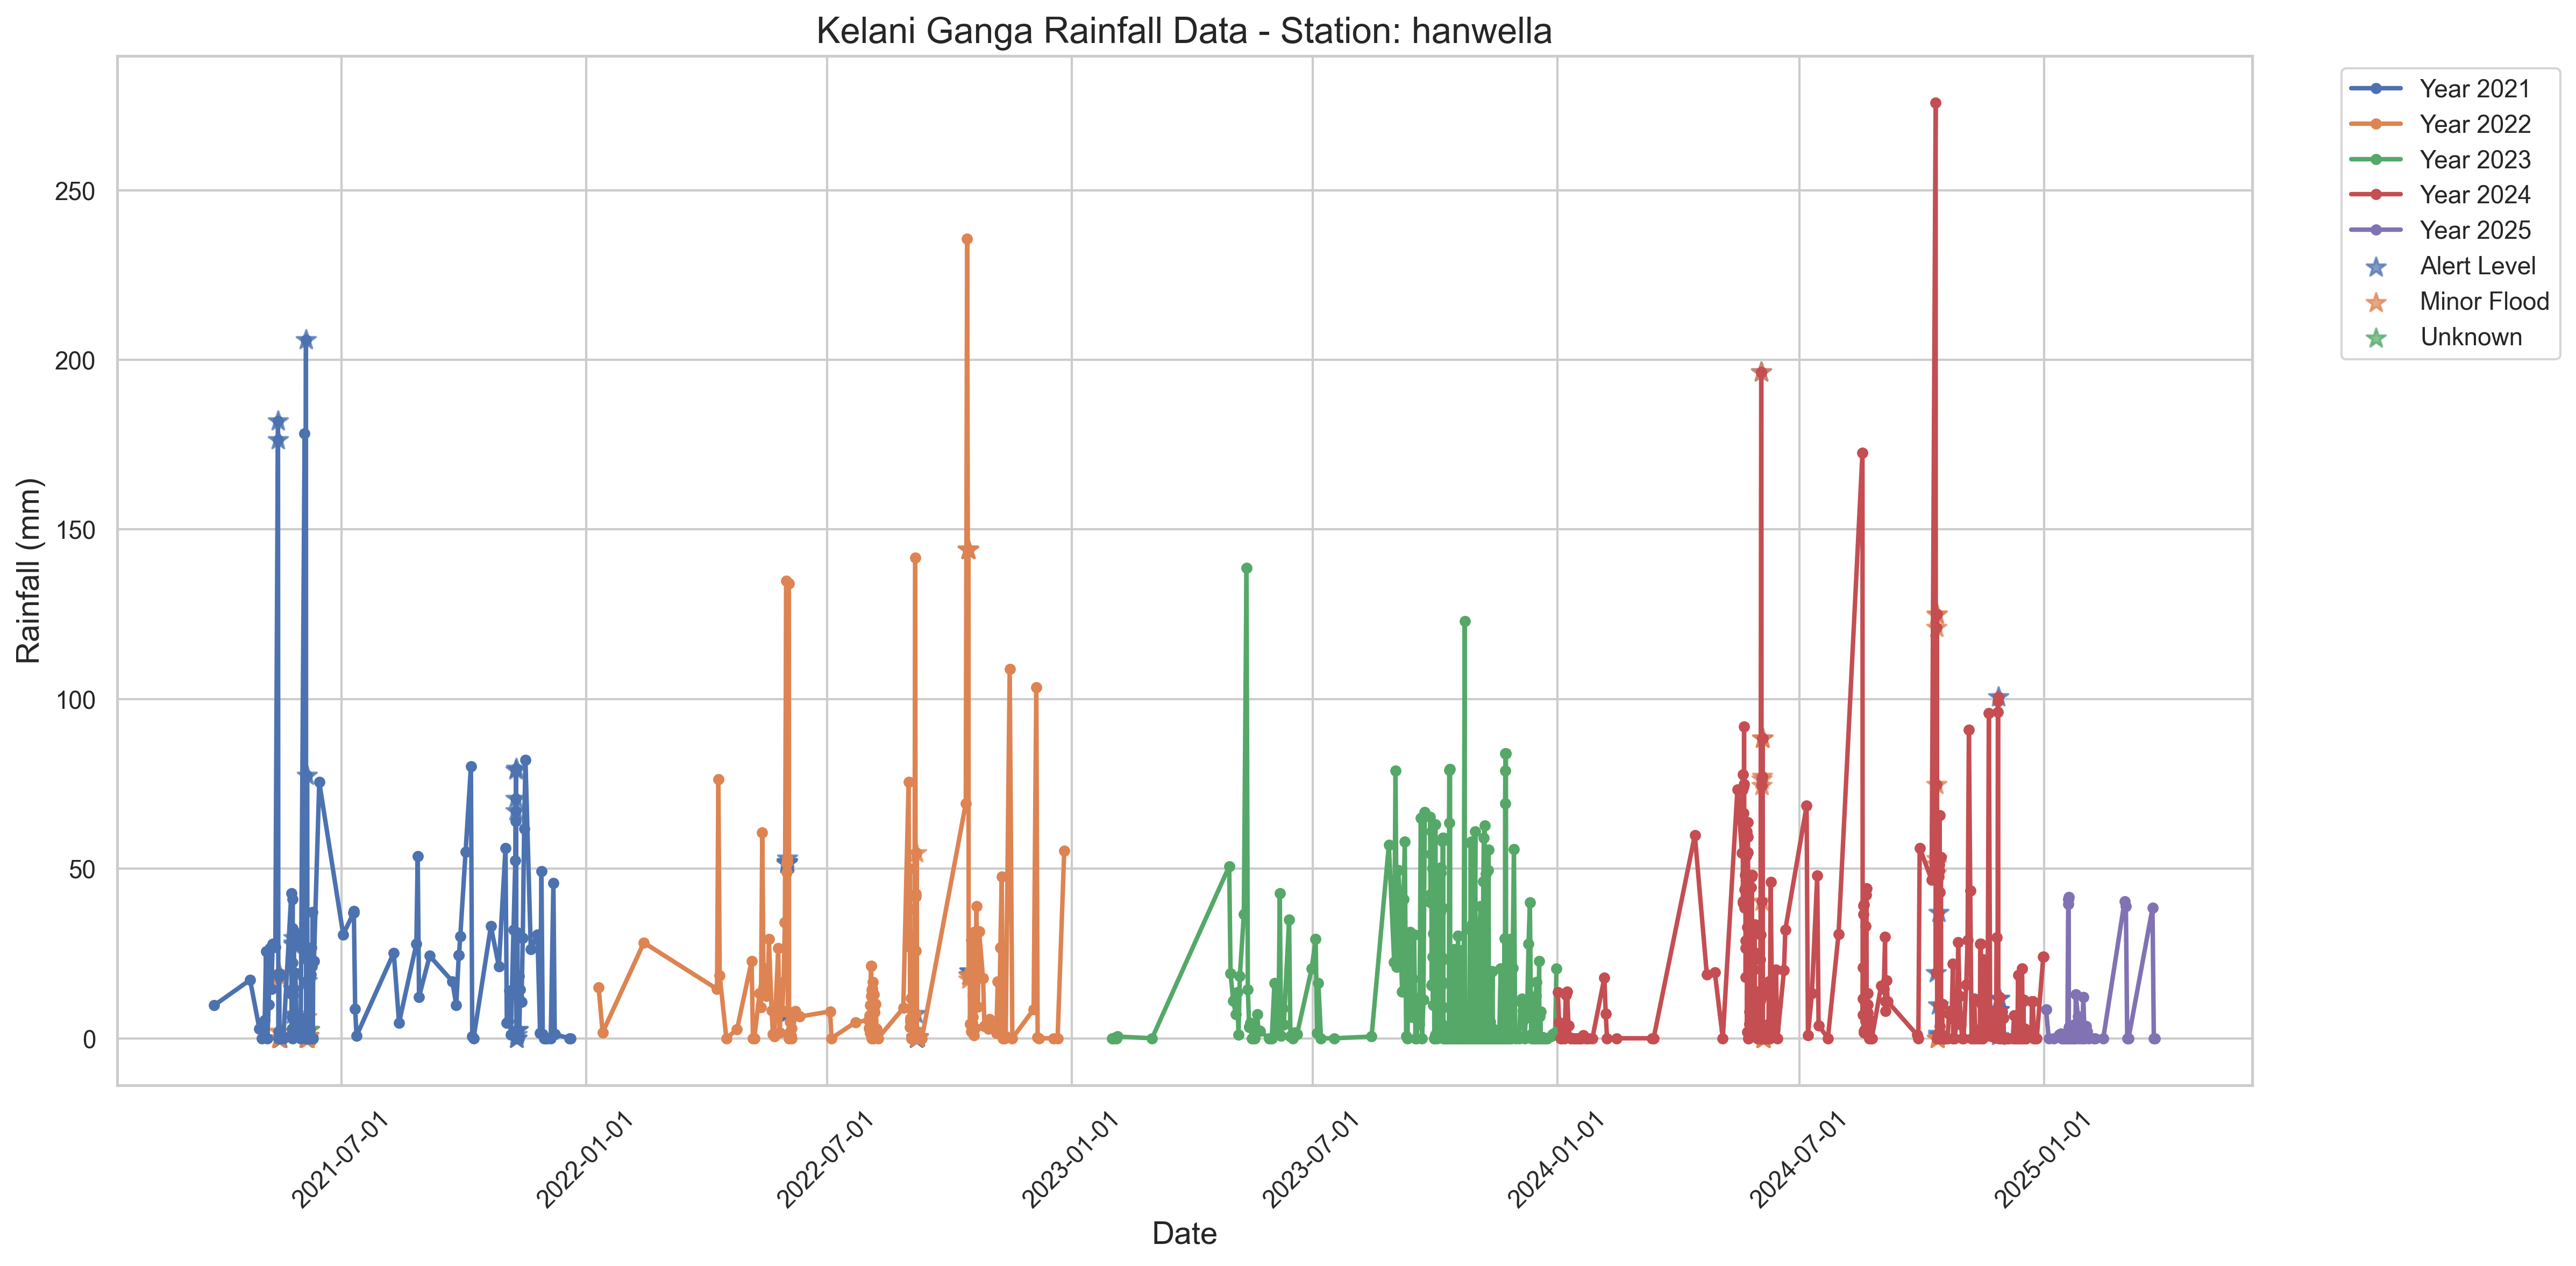 Kelani Ganga Rainfall Data - Station: hanwella
Year 2021
Year 2022
Year 2023
Year 2024
Year 2025
Alert Level
Minor Flood
Unknown
Rainfall (mm)
250
200
150
100
50
0
2021-07-01
2022-01-01
2022-07-01
2023-01-01
2023-07-01
2024-01-01
2024-07-01
2025-01-01
Date